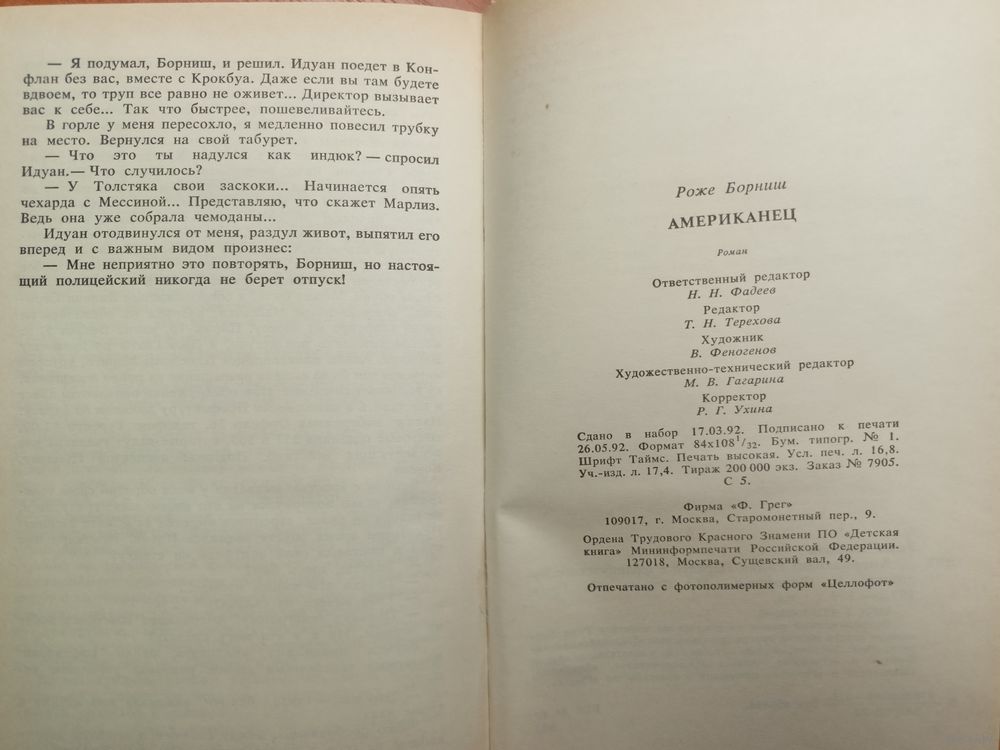 — Я подумал, Борниш, и решил. Идуан поедет в Кон-
флан без вас, вместе с Крокбуа. Даже если вы там будете
вдвоем, то труп все равно не оживет... Директор вызывает
вас к себе... Так что быстрее, пошевеливайтесь.
В горле у меня пересохло, я медленно повесил трубку
на место. Вернулся на свой табурет.
— Что это ты надулся как индюк? — спросил
Идуан.— Что случилось?
— У Толстяка свои заскоки... Начинается опять
чехарда с Мессиной... Представляю, что скажет Марлиз.
Ведь она уже собрала чемоданы...
Идуан отодвинулся от меня, раздул живот, выпятил его
вперед и с важным видом произнес:
— Мне неприятно это повторять, Борниш, но настоя-
щий полицейский никогда не берет отпуск!
Роже Борниш
АМЕРИКАНЕЦ
Роман
Ответственный редактор
Н. Н. Фадеев
Редактор
Т. Н. Терехова
Художник
В. Феногенов
Художественно-технический редактор
М. В. Гагарина
Корректор
Р. Г. Ухина
Сдано в набор 17.03.92. Подписано к печати
26.05.92. Формат 84х108¹/₃₂. Бум. типогр. № 1.
Шрифт Таймс. Печать высокая. Усл. печ. л. 16,8.
Уч.-изд. л. 17,4. Тираж 200 000 экз. Заказ № 7905.
С 5.
Фирма «Ф. Грег»
109017, г. Москва, Старомонетный пер., 9.
Ордена Трудового Красного Знамени ПО «Детская
книга» Мининформпечати Российской Федерации.
127018, Москва, Сущевский вал, 49.
Отпечатано с фотополимерных форм «Целлофот»